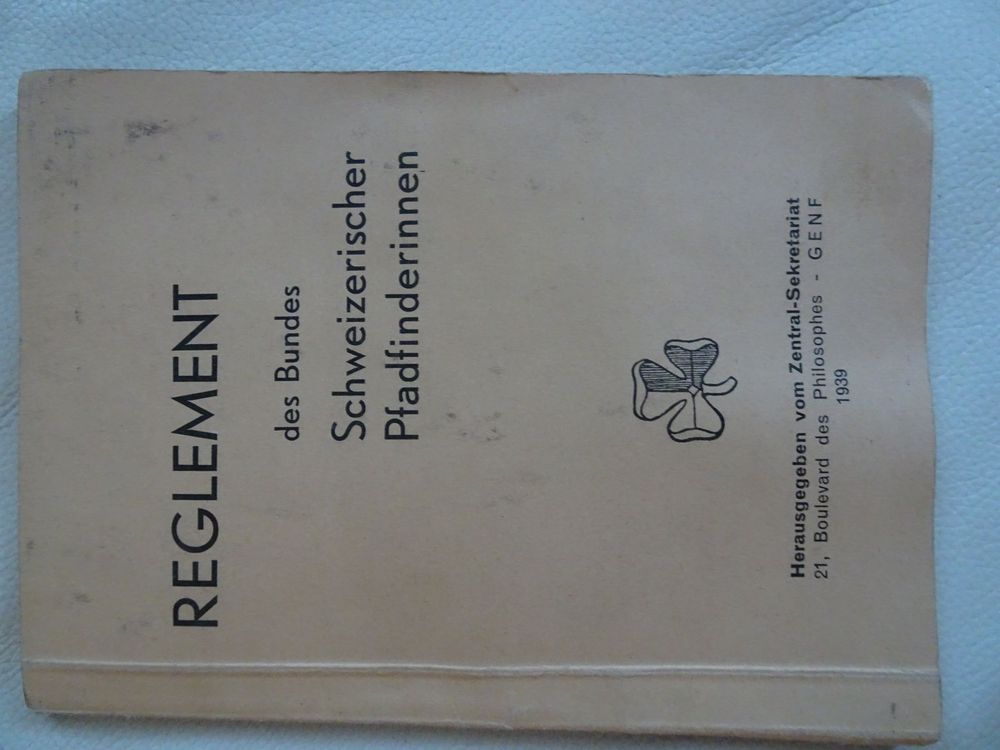 REGLEMENT
des Bundes
Schweizerischer
Pfadfinderinnen
Herausgegeben vom Zentral-Sekretariat
21, Boulevard des Philosophes - GENF
1939